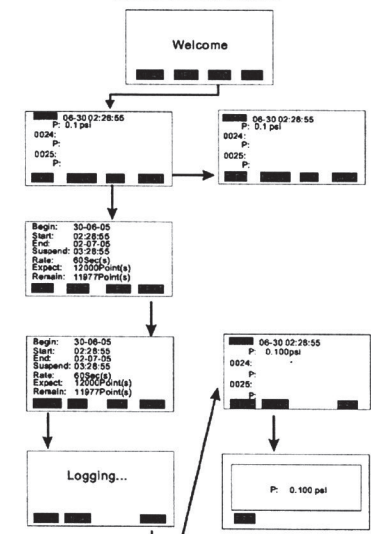 Welcome
06-30 02:28:55
P: 0.1 psi
0024:
P:
0025:
P:
06-30 02:28:55
P: 0.1 psi
0024:
P:
0025:
P:
Begin: 30-06-05
Start: 02:28:55
End: 02-07-05
Suspend: 03:28:55
Rate: 60Sec(s)
Expect: 12000Point(s)
Remain: 11977Point(s)
Begin: 30-06-05
Start: 02:28:55
End: 02-07-05
Suspend: 03:28:55
Rate: 60Sec(s)
Expect: 12000Point(s)
Remain: 11977Point(s)
06-30 02:28:55
P: 0.100psi
0024:
P:
0025:
P:
Logging...
P: 0.100 psi